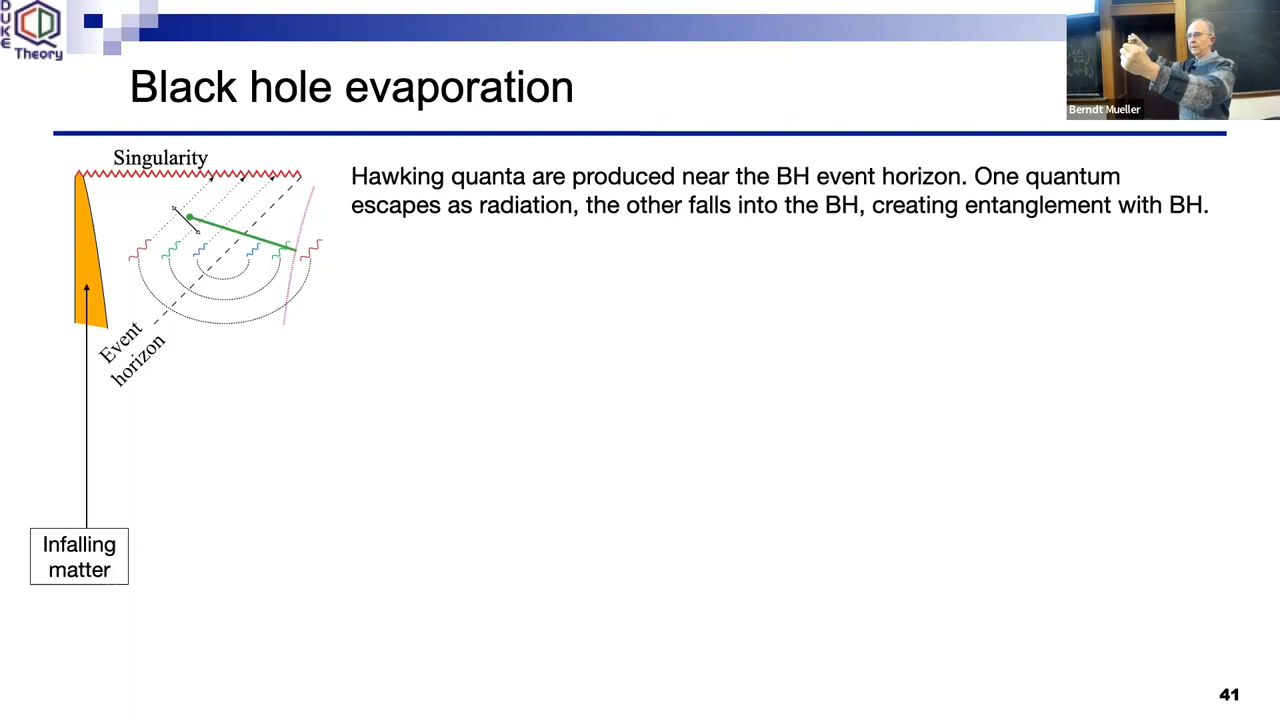 DUKE
Theory
Black hole evaporation
Berndt Mueller
Singularity
Hawking quanta are produced near the BH event horizon. One quantum
escapes as radiation, the other falls into the BH, creating entanglement with BH.
Event
horizon
Infalling
matter
41